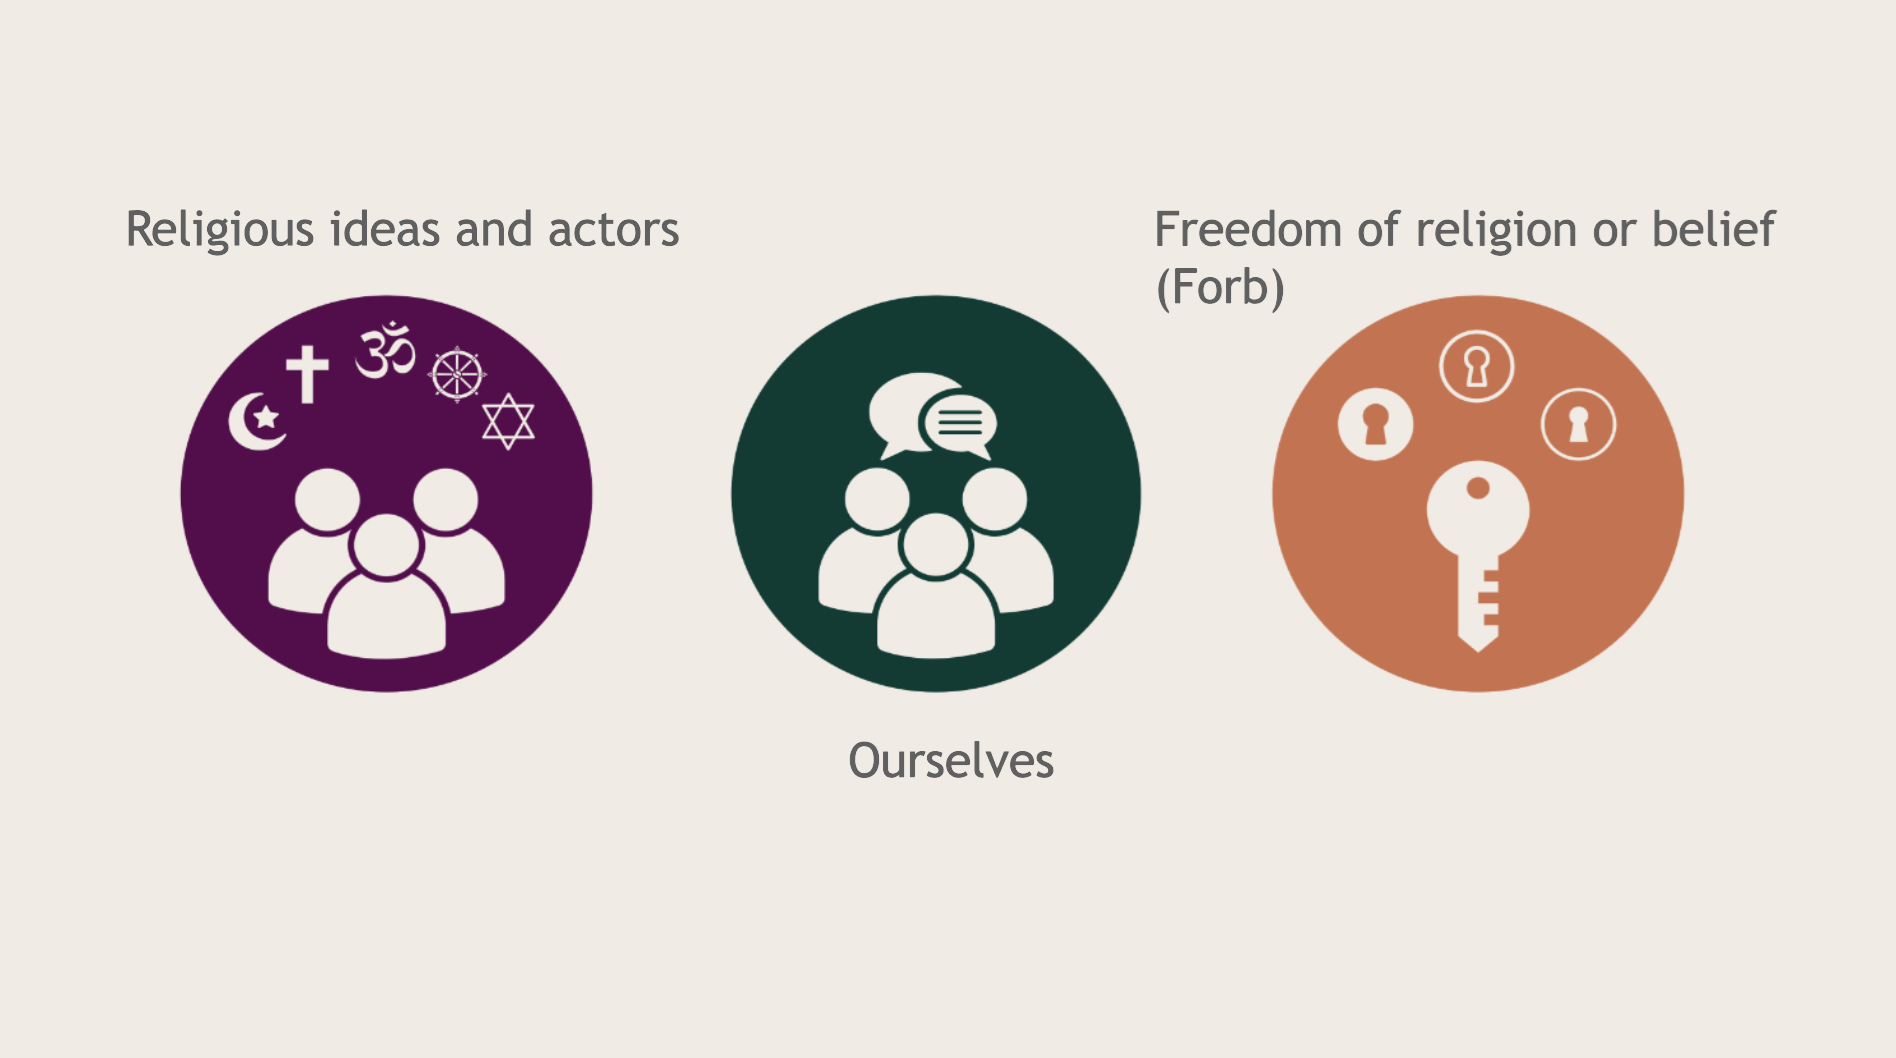 Religious ideas and actors
Freedom of religion or belief
(Forb)
Ourselves